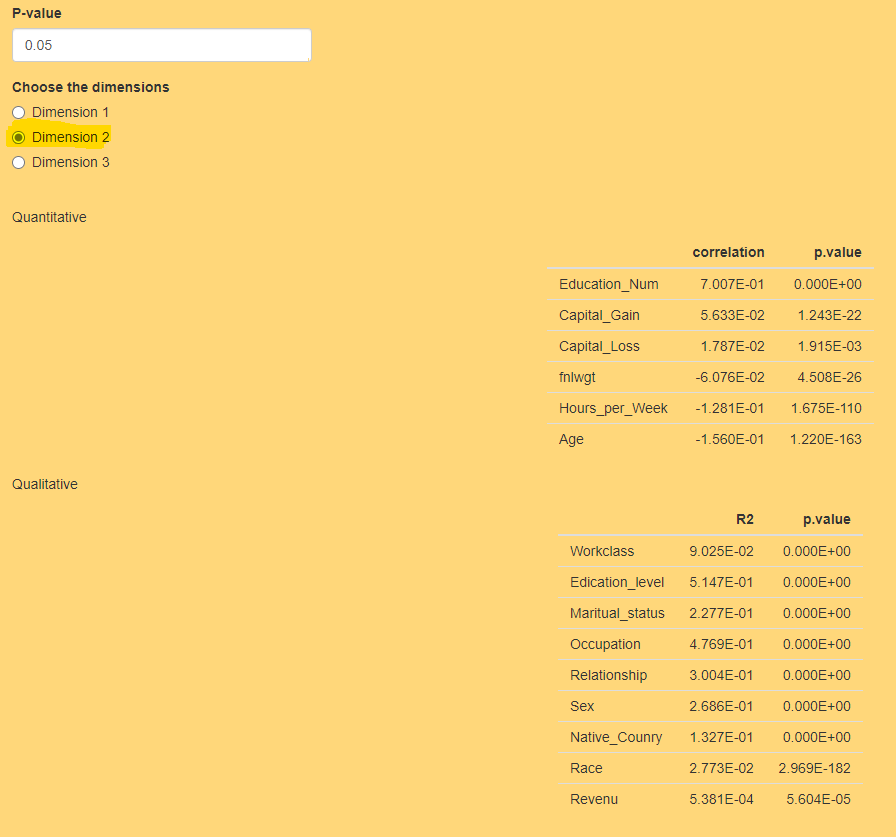 P-value
0.05
Choose the dimensions
Dimension 1
Dimension 2
Dimension 3
Quantitative
correlation p.value
Education_Num 7.007E-01 0.000E+00
Capital_Gain 5.633E-02 1.243E-22
Capital_Loss 1.787E-02 1.915E-03
fnlwgt -6.076E-02 4.508E-26
Hours_per_Week -1.281E-01 1.675E-110
Age -1.560E-01 1.220E-163
Qualitative
R2 p.value
Workclass 9.025E-02 0.000E+00
Edication_level 5.147E-01 0.000E+00
Maritual_status 2.277E-01 0.000E+00
Occupation 4.769E-01 0.000E+00
Relationship 3.004E-01 0.000E+00
Sex 2.686E-01 0.000E+00
Native_Counry 1.327E-01 0.000E+00
Race 2.773E-02 2.969E-182
Revenu 5.381E-04 5.604E-05